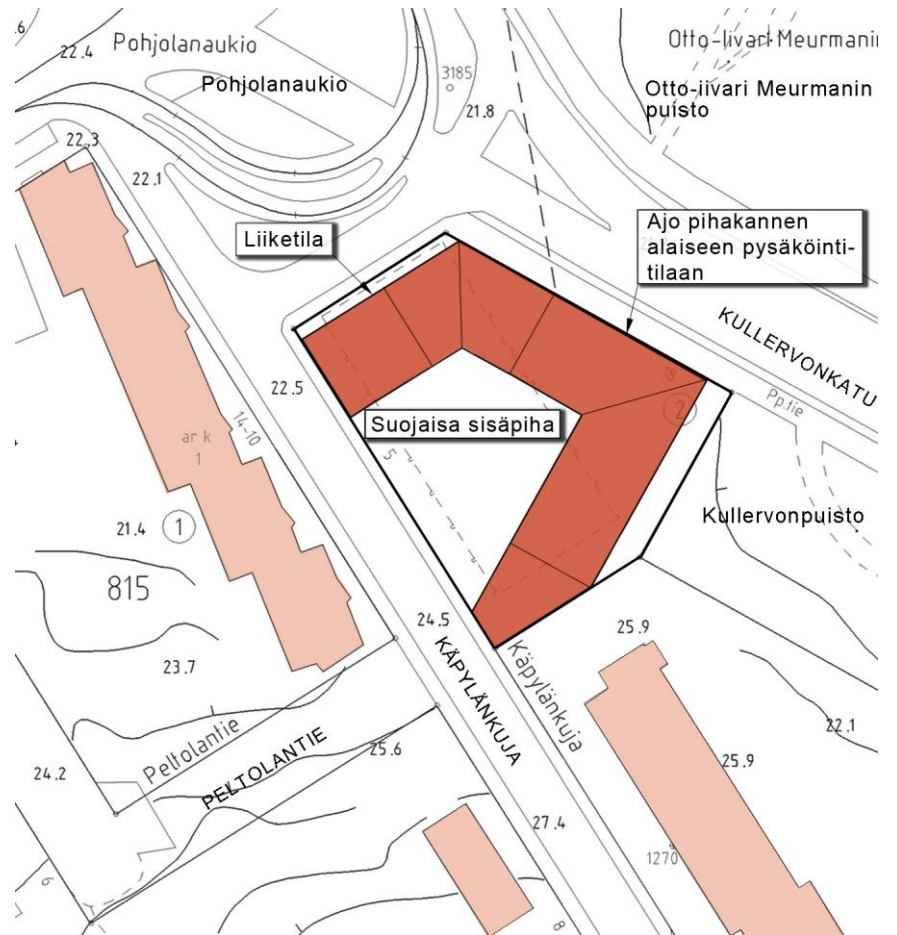 .6
22.4
Pohjolanaukio
Otto-Iivari Meurmanin
Pohjolanaukio
3185
Otto-iivari Meurmanin
puisto
21.8
22.3
22.1
Liiketila
Ajo pihakannen
alaiseen pysäköinti-
tilaan
KULLERVONKATU
22.5
18
2
Pp.tie
Suojaisa sisäpiha
14-10
ark
1
5
Kullervonpuisto
21.4
1
815
24.5
25.9
23.7
KÄPYLÄNKUJA
Käpylänkuja
22.1
Peltolantie
PELTOLANTIE
25.6
25.9
24.2
27.4
1270
6
8